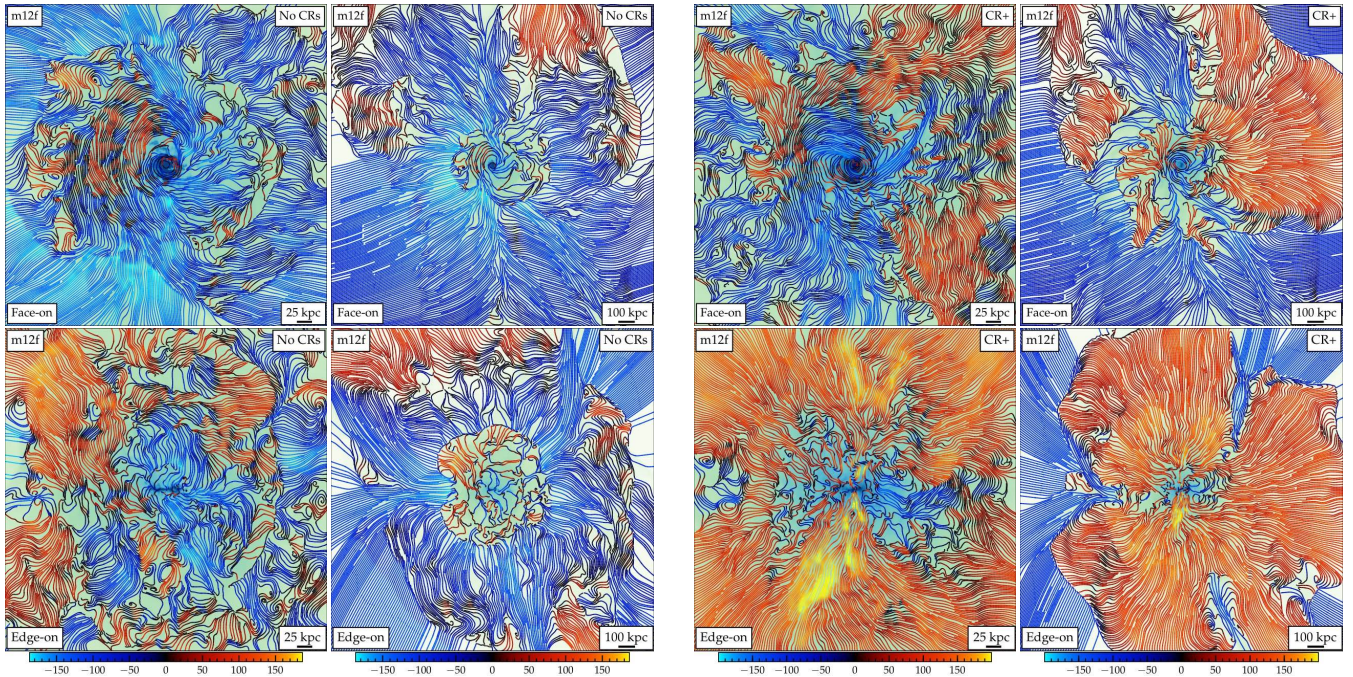 m12f No CRs m12f No CRs m12f CR+ m12f CR+
Face-on 25 kpc Face-on 100 kpc Face-on 25 kpc Face-on 100 kpc
m12f No CRs m12f No CRs m12f CR+ m12f CR+
Edge-on 25 kpc Edge-on 100 kpc Edge-on 25 kpc Edge-on 100 kpc
−150 −100 −50 0 50 100 150 −150 −100 −50 0 50 100 150 −150 −100 −50 0 50 100 150 −150 −100 −50 0 50 100 150